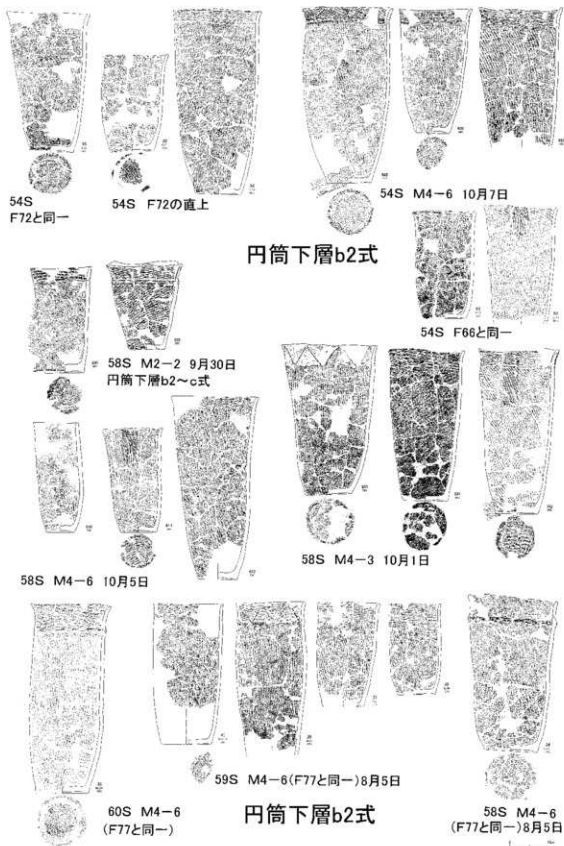 54S
F72と同一
54S F72の直上
54S M4-6 10月7日
円筒下層b2式
54S F66と同一
58S M2-2 9月30日
円筒下層b2~c式
58S M4-6 10月5日
58S M4-3 10月1日
60S M4-6
(F77と同一)
59S M4-6(F77と同一)8月5日
円筒下層b2式
58S M4-6
(F77と同一)8月5日